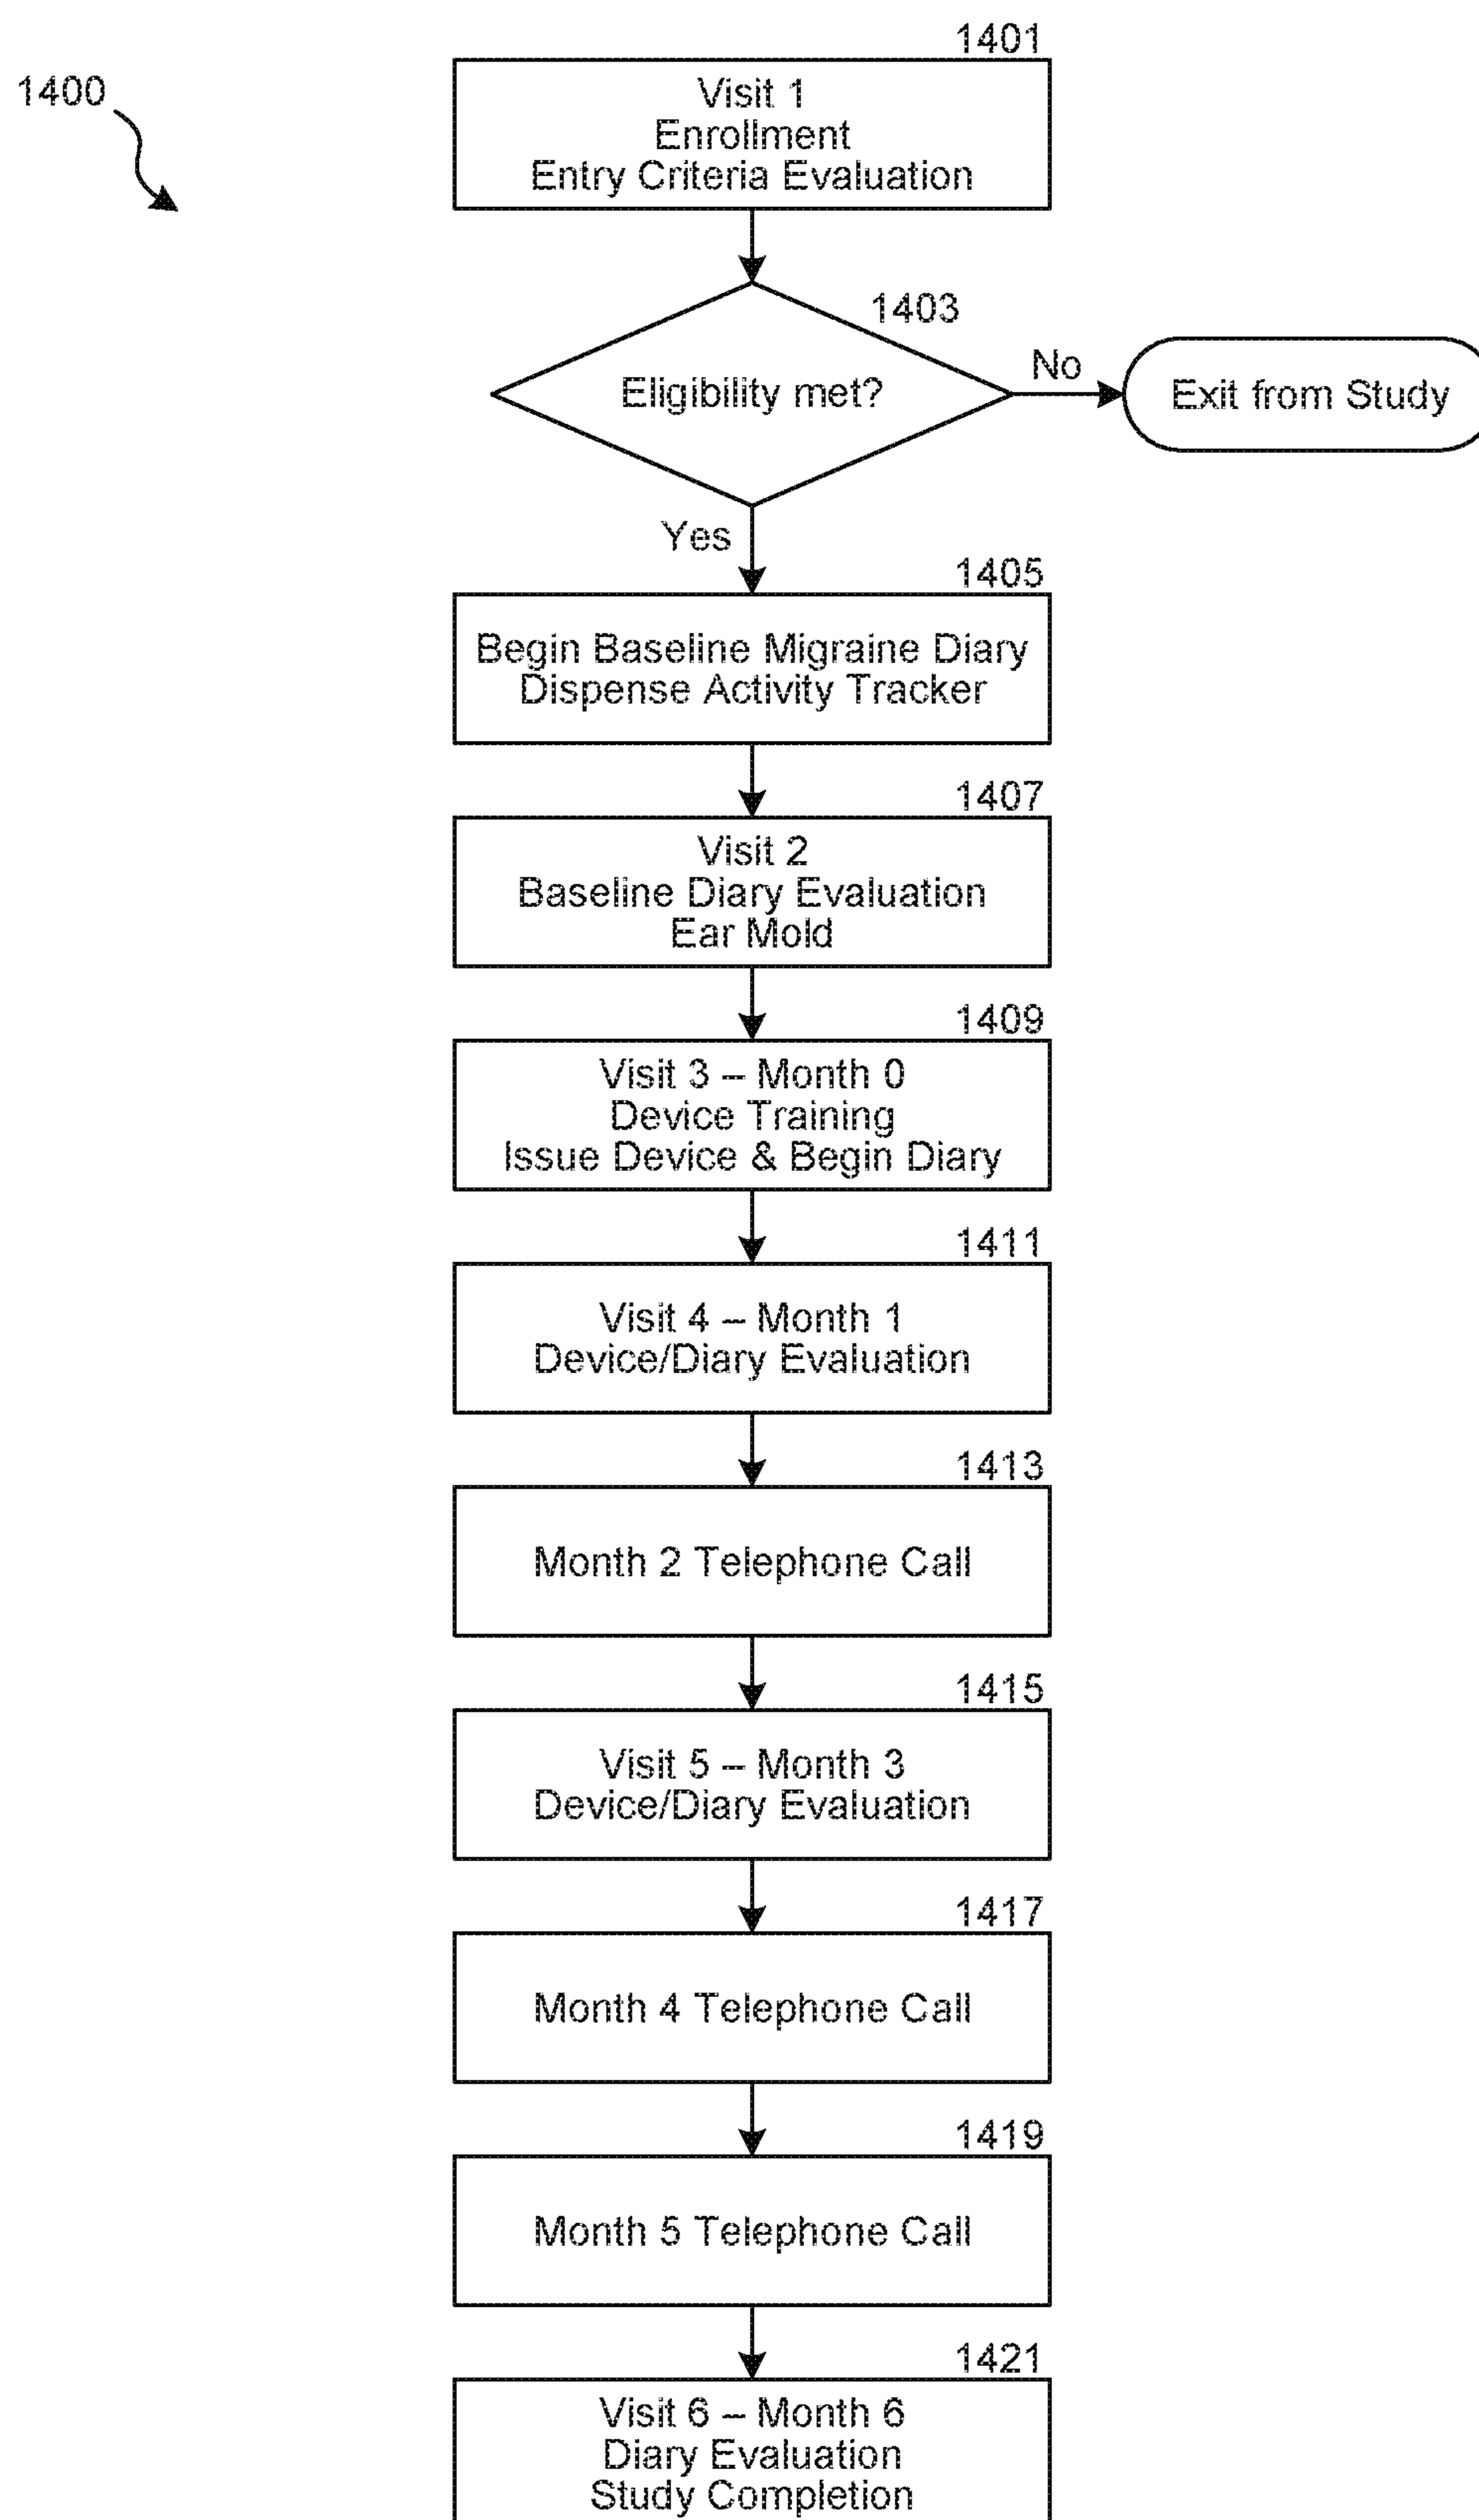 1400
1401
Visit 1
Enrollment
Entry Criteria Evaluation
1403
Eligibility met?
No
Exit from Study
Yes
1405
Begin Baseline Migraine Diary
Dispense Activity Tracker
1407
Visit 2
Baseline Diary Evaluation
Ear Mold
1409
Visit 3 – Month 0
Device Training
Issue Device & Begin Diary
1411
Visit 4 – Month 1
Device/Diary Evaluation
1413
Month 2 Telephone Call
1415
Visit 5 – Month 3
Device/Diary Evaluation
1417
Month 4 Telephone Call
1419
Month 5 Telephone Call
1421
Visit 6 – Month 6
Diary Evaluation
Study Completion